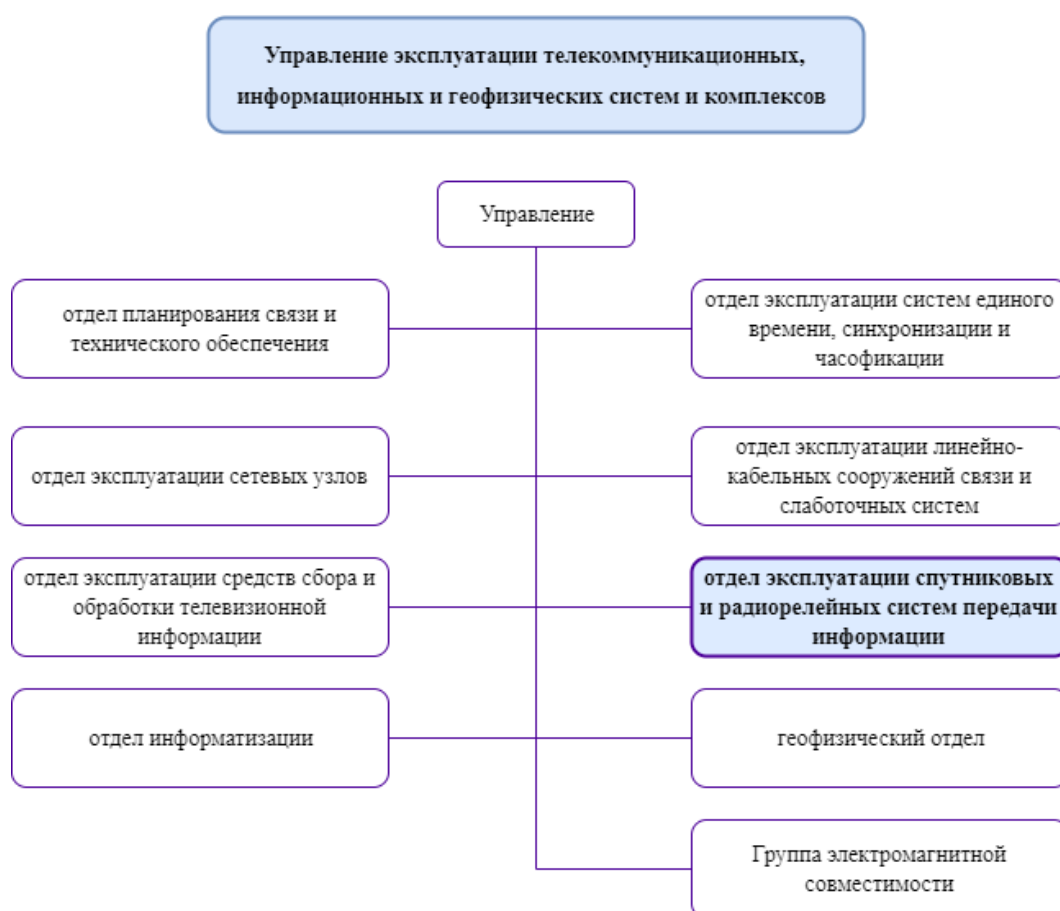 Управление эксплуатации телекоммуникационных,
информационных и геофизических систем и комплексов
Управление
отдел планирования связи и
технического обеспечения
отдел эксплуатации систем единого
времени, синхронизации и
часофикации
отдел эксплуатации сетевых узлов
отдел эксплуатации линейно-
кабельных сооружений связи и
слаботочных систем
отдел эксплуатации средств сбора и
обработки телевизионной
информации
отдел эксплуатации спутниковых
и радиорелейных систем передачи
информации
отдел информатизации
геофизический отдел
Группа электромагнитной
совместимости